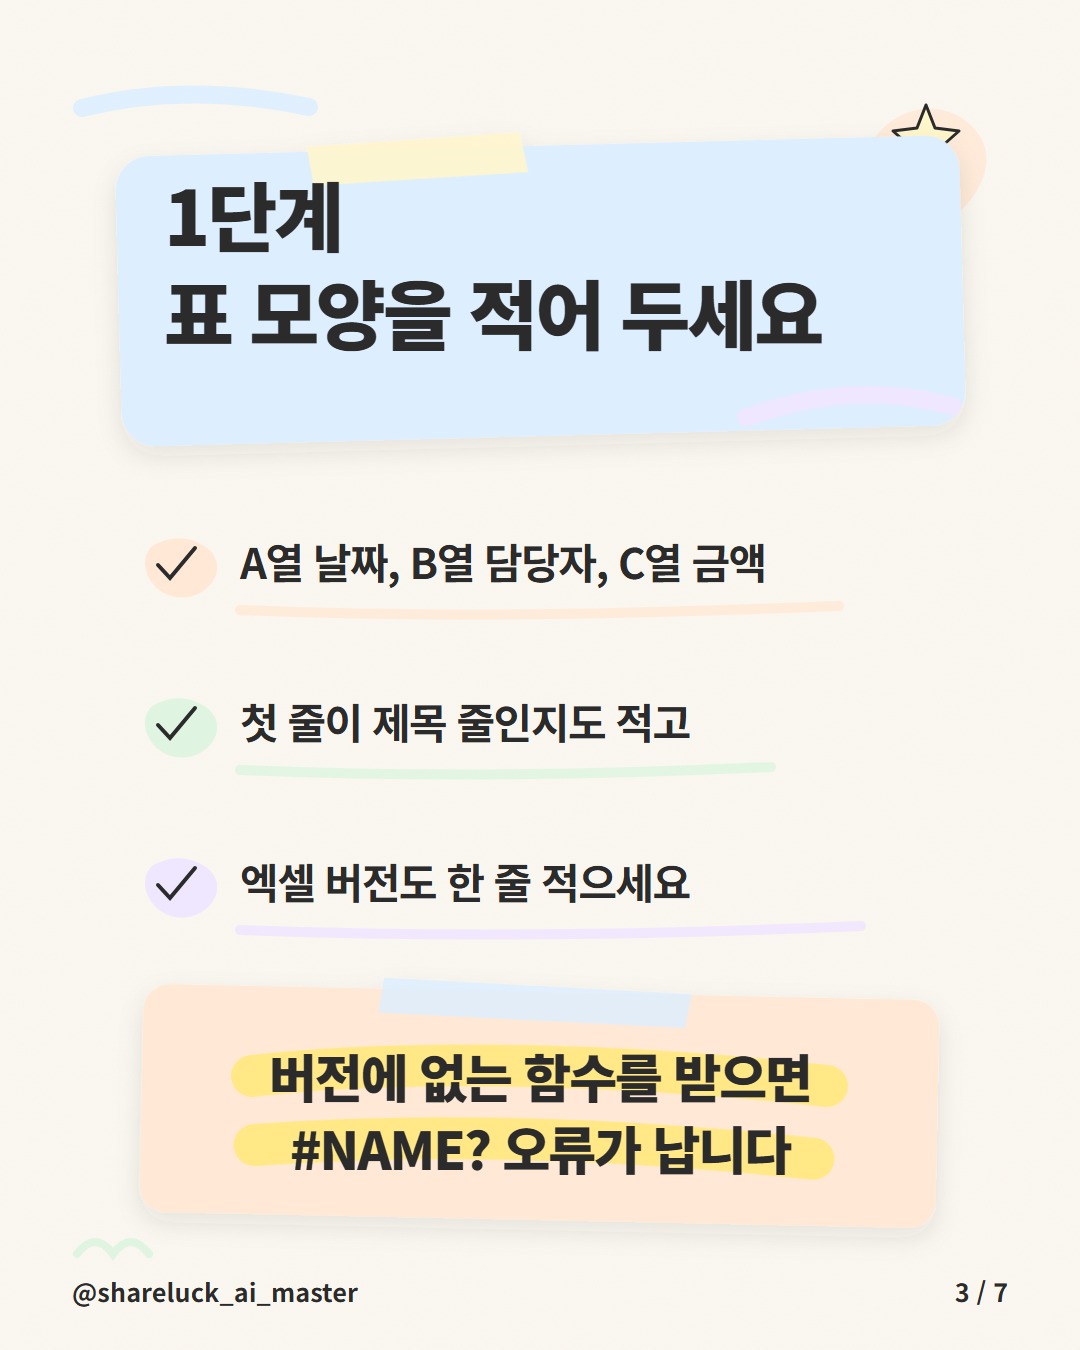 1단계
표 모양을 적어 두세요
A열 날짜, B열 담당자, C열 금액
첫 줄이 제목 줄인지도 적고
엑셀 버전도 한 줄 적으세요
버전에 없는 함수를 받으면
#NAME? 오류가 납니다
@shareluck_ai_master
3 / 7